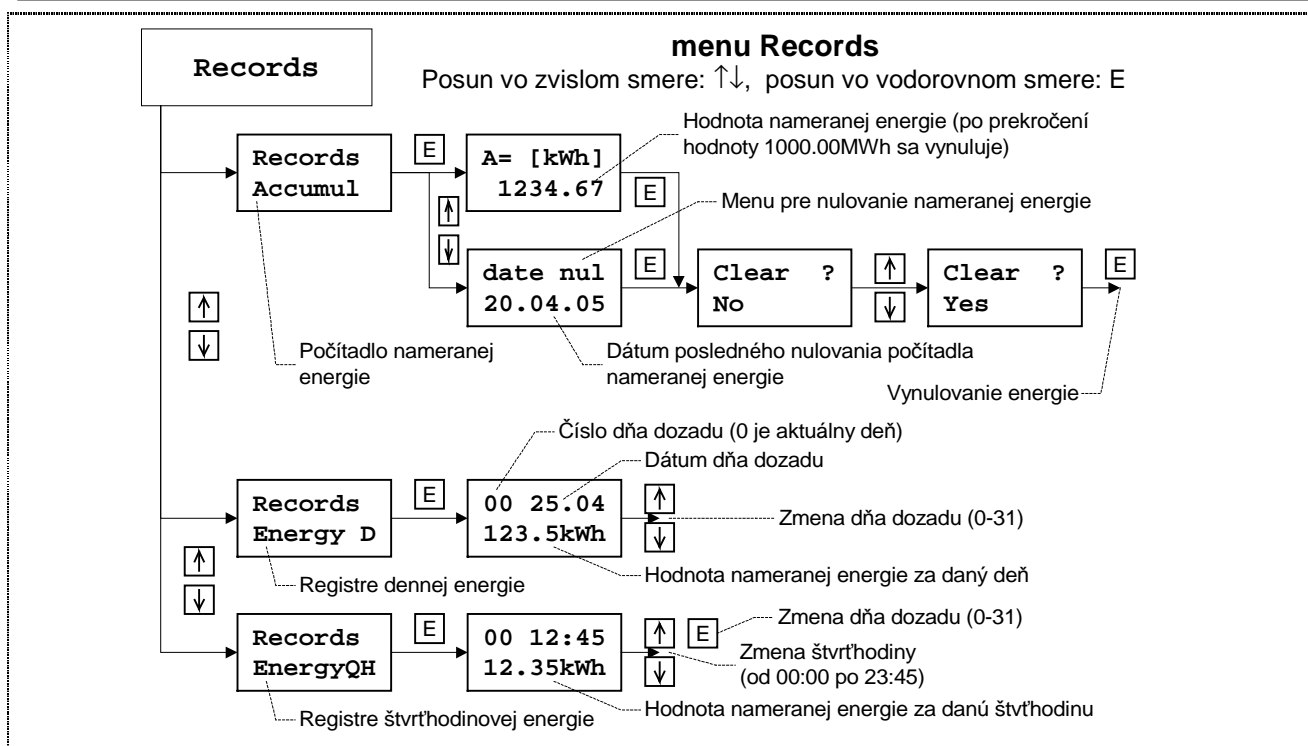 menu Records
Records
Posun vo zvislom smere: ↑↓, posun vo vodorovnom smere: E
Hodnota nameranej energie (po prekročení
hodnoty 1000.00MWh sa vynuluje)
Records
Accumul
E
A= [kWh]
1234.67
E
↑
↓
Menu pre nulovanie nameranej energie
date nul
20.04.05
E
Clear ?
No
↑
↓
Clear ?
Yes
E
↑
↓
Počítadlo nameranej
energie
Dátum posledného nulovania počítadla
nameranej energie
Vynulovanie energie
Číslo dňa dozadu (0 je aktuálny deň)
Dátum dňa dozadu
Records
Energy D
E
00 25.04
123.5kWh
↑
↓
Zmena dňa dozadu (0-31)
Hodnota nameranej energie za daný deň
Registre dennej energie
↑
↓
Records
EnergyQH
E
00 12:45
12.35kWh
↑
↓
E
Zmena dňa dozadu (0-31)
Zmena štvrťhodiny
(od 00:00 po 23:45)
Hodnota nameranej energie za danú štvťhodinu
Registre štvrťhodinovej energie